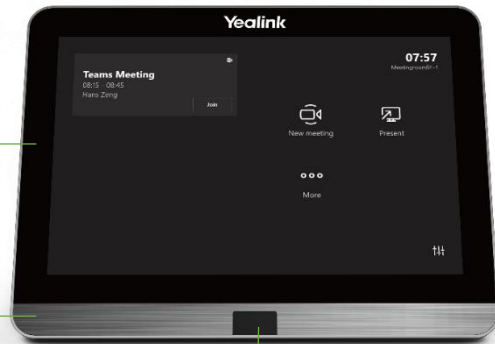 Yealink
Teams Meeting
08:15 - 08:45
Hans Zeng
Join
07:57
New meeting
Present
More